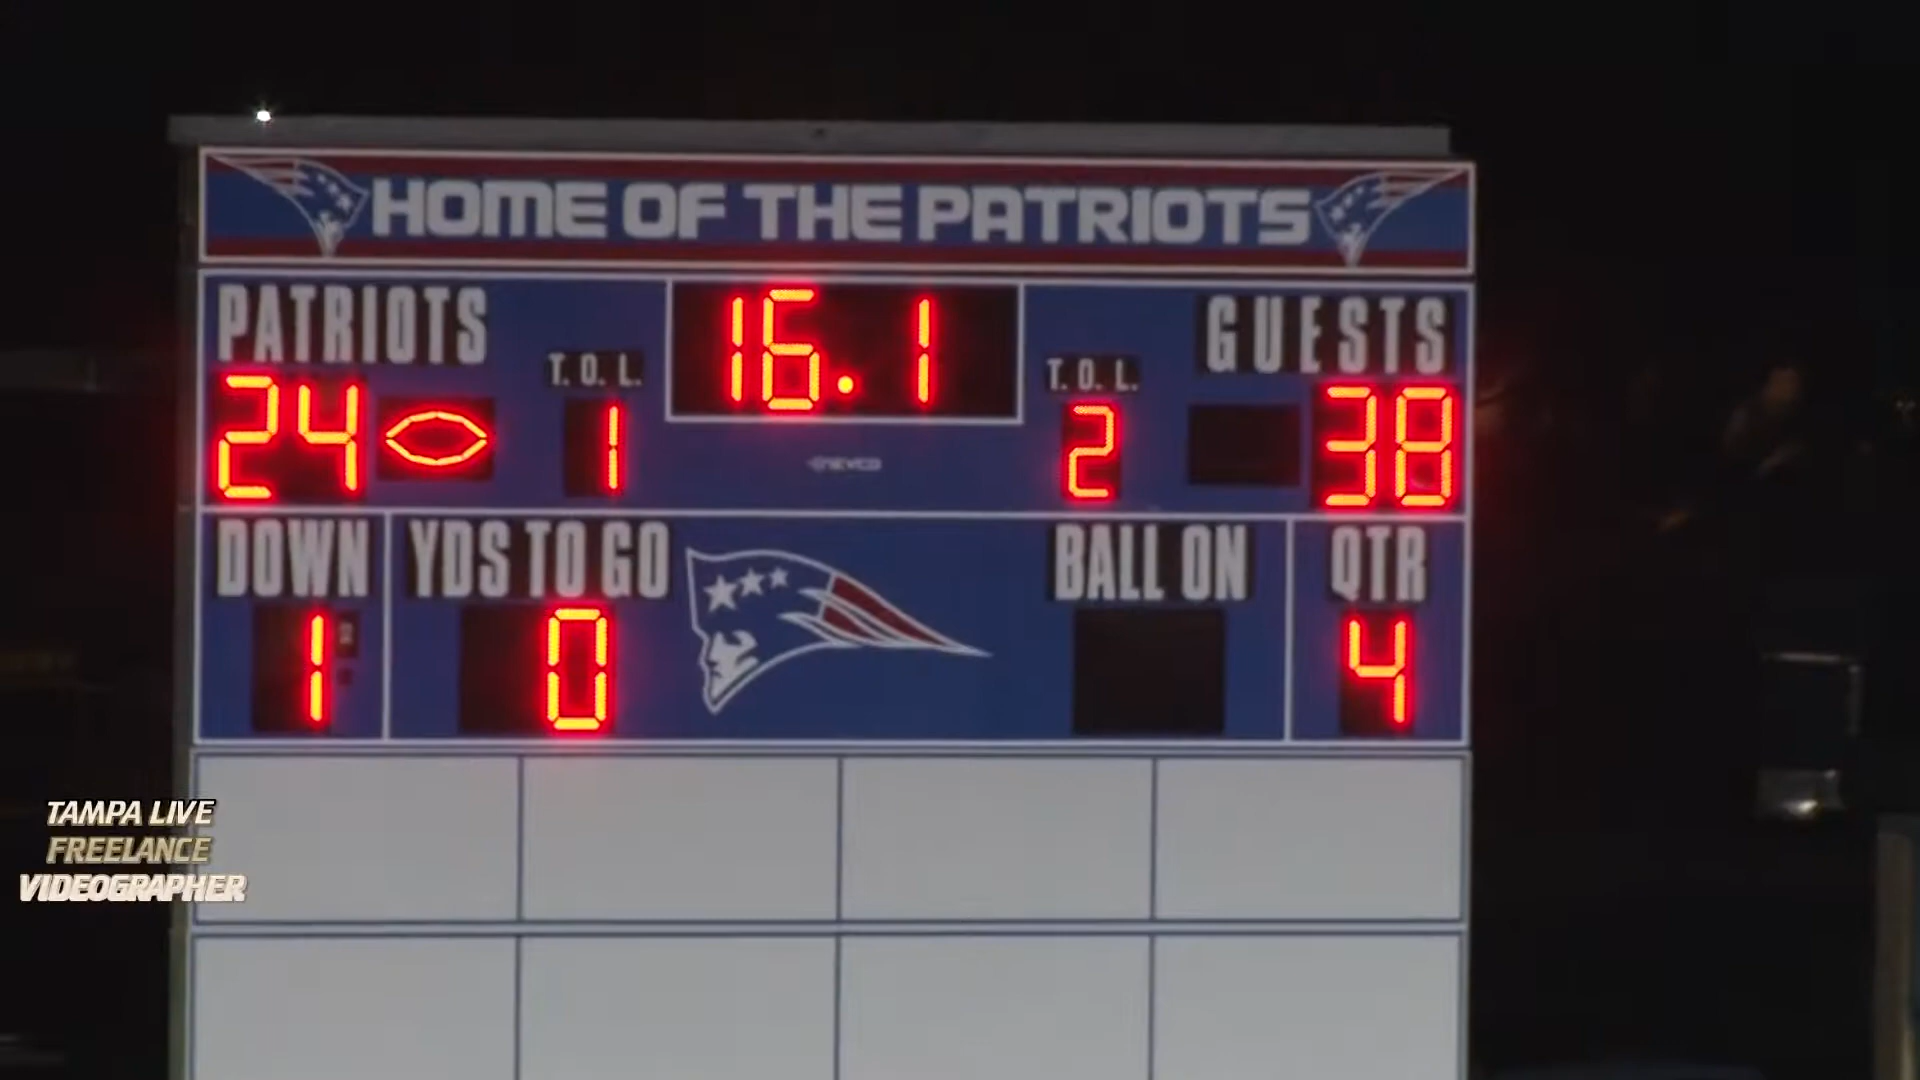 HOME OF THE PATRIOTS
PATRIOTS
16.1
GUESTS
T. O. L.
T. O. L.
24
1
2
38
NEVCO
DOWN
YDS TO GO
BALL ON
QTR
1
0
4
TAMPA LIVE
FREELANCE
VIDEOGRAPHER